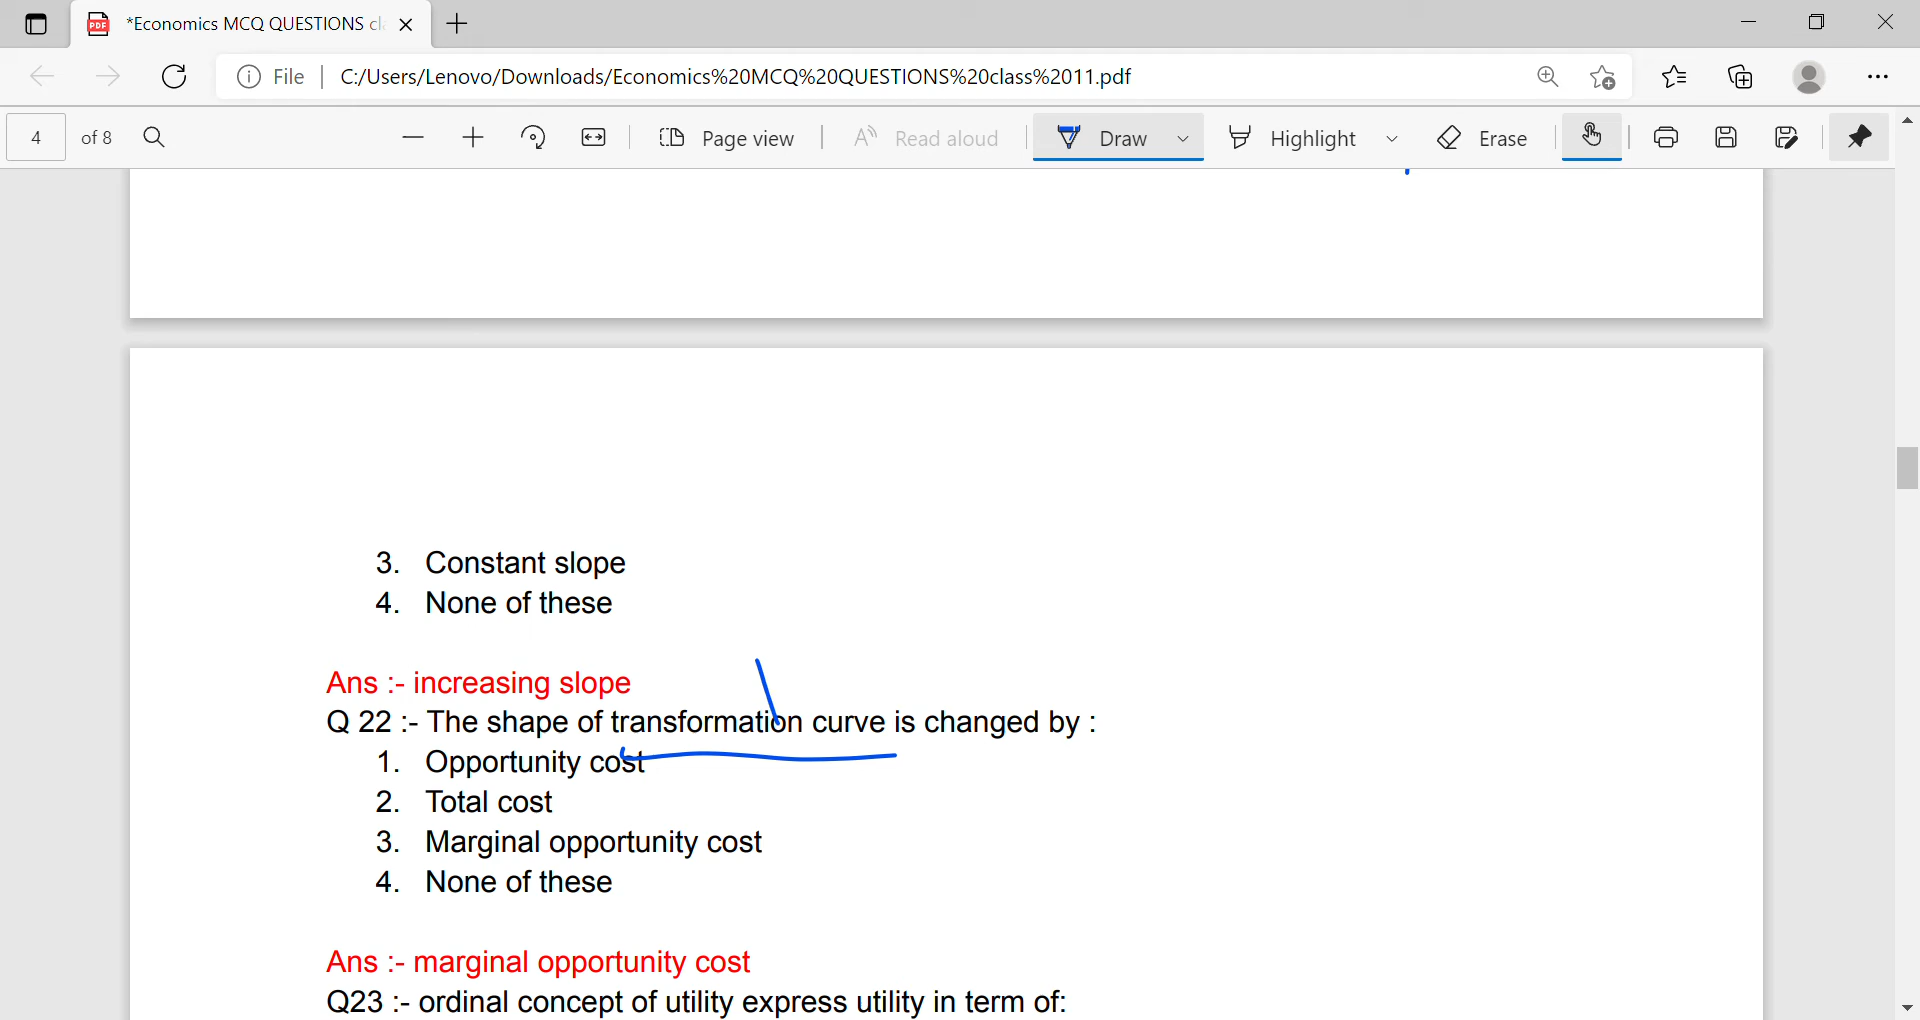 *Economics MCQ QUESTIONS cl
File C:/Users/Lenovo/Downloads/Economics%20MCQ%20QUESTIONS%20class%2011.pdf
4 of 8 Page view Read aloud Draw Highlight Erase
3. Constant slope
4. None of these
Ans :- increasing slope
Q 22 :- The shape of transformation curve is changed by :
1. Opportunity cost
2. Total cost
3. Marginal opportunity cost
4. None of these
Ans :- marginal opportunity cost
Q23 :- ordinal concept of utility express utility in term of: